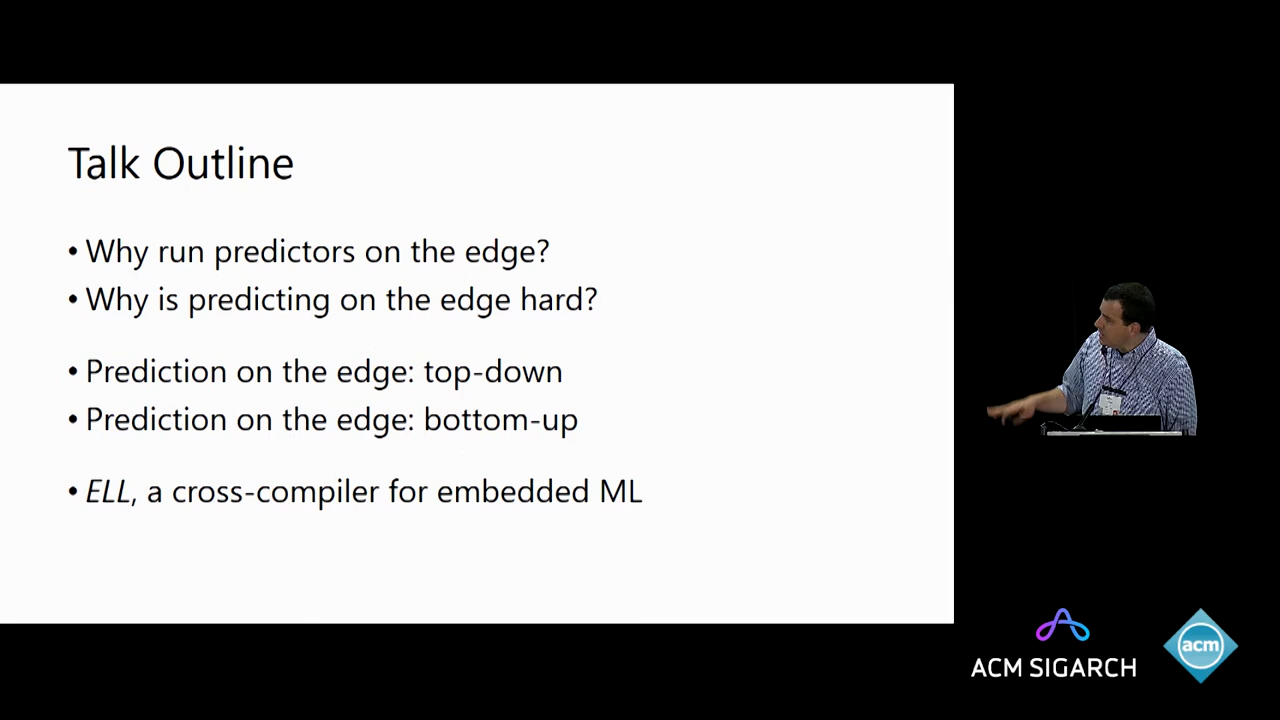 Talk Outline
• Why run predictors on the edge?
• Why is predicting on the edge hard?
• Prediction on the edge: top-down
• Prediction on the edge: bottom-up
• ELL, a cross-compiler for embedded ML
ACM SIGARCH
acm